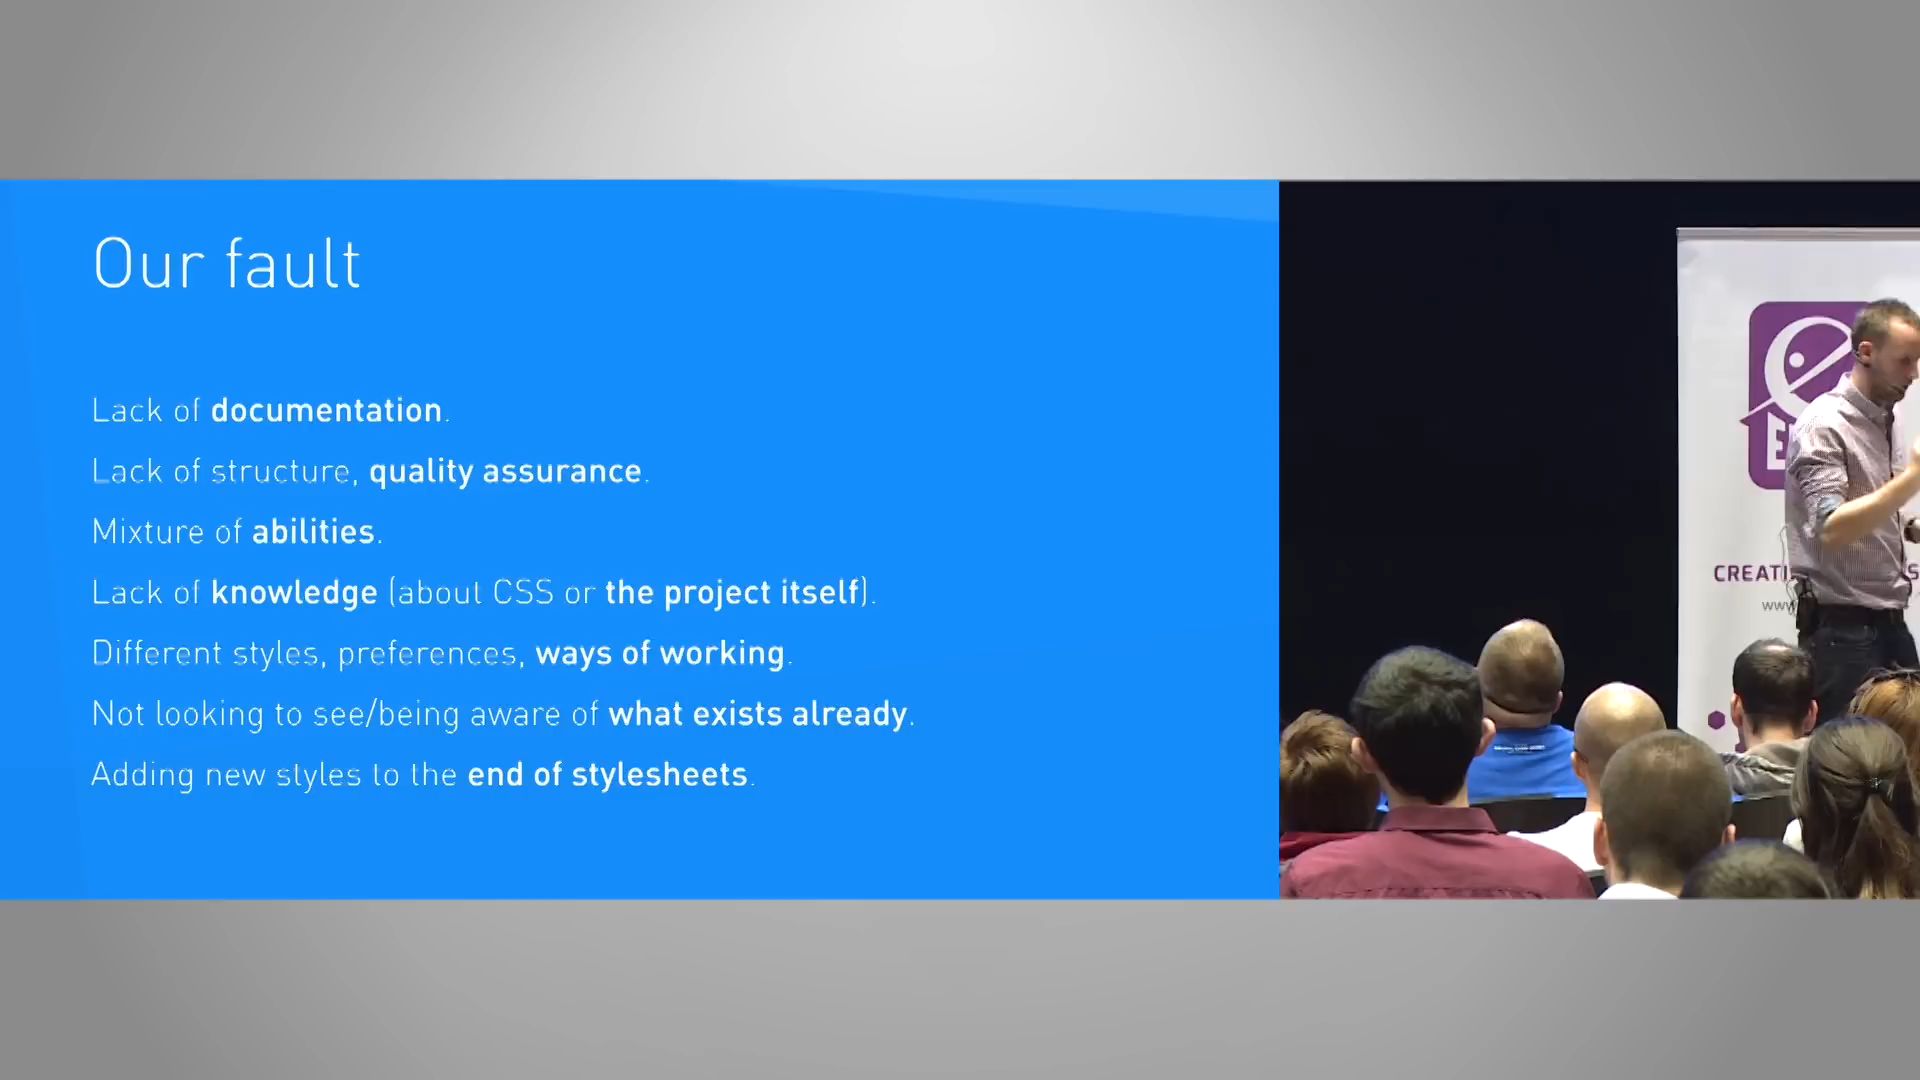 Our fault
Lack of documentation.
Lack of structure, quality assurance.
Mixture of abilities.
Lack of knowledge (about CSS or the project itself).
Different styles, preferences, ways of working.
Not looking to see/being aware of what exists already.
Adding new styles to the end of stylesheets.